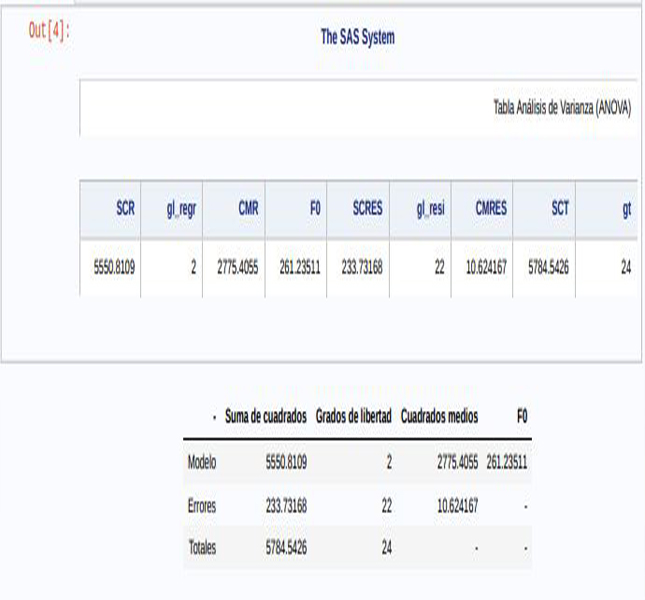 Out[4]:
The SAS System
Tabla Análisis de Varianza (ANOVA)
SCR gl_regr CMR F0 SCRES gl_resi CMRES SCT gt
5550.8109 2 2775.4055 261.23511 233.73168 22 10.624167 5784.5426 24
- Suma de cuadrados Grados de libertad Cuadrados medios F0
Modelo 5550.8109 2 2775.4055 261.23511
Errores 233.73168 22 10.624167 -
Totales 5784.5426 24 - -